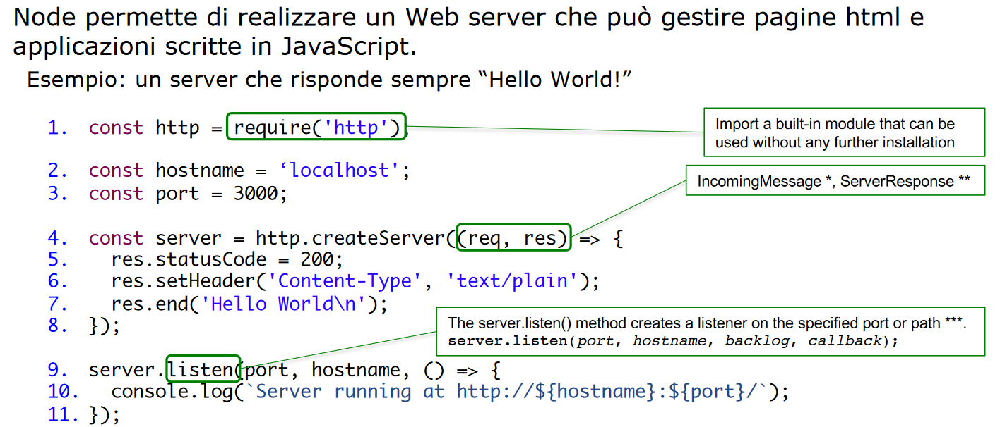 Node permette di realizzare un Web server che può gestire pagine html e
applicazioni scritte in JavaScript.
Esempio: un server che risponde sempre “Hello World!”
1. const http = require('http');
Import a built-in module that can be
used without any further installation
2. const hostname = ‘localhost';
3. const port = 3000;
IncomingMessage *, ServerResponse **
4. const server = http.createServer((req, res) => {
5. res.statusCode = 200;
6. res.setHeader('Content-Type', 'text/plain');
7. res.end('Hello World\n');
8. });
The server.listen() method creates a listener on the specified port or path ***.
server.listen(port, hostname, backlog, callback);
9. server.listen(port, hostname, () => {
10. console.log(`Server running at http://${hostname}:${port}/`);
11. });